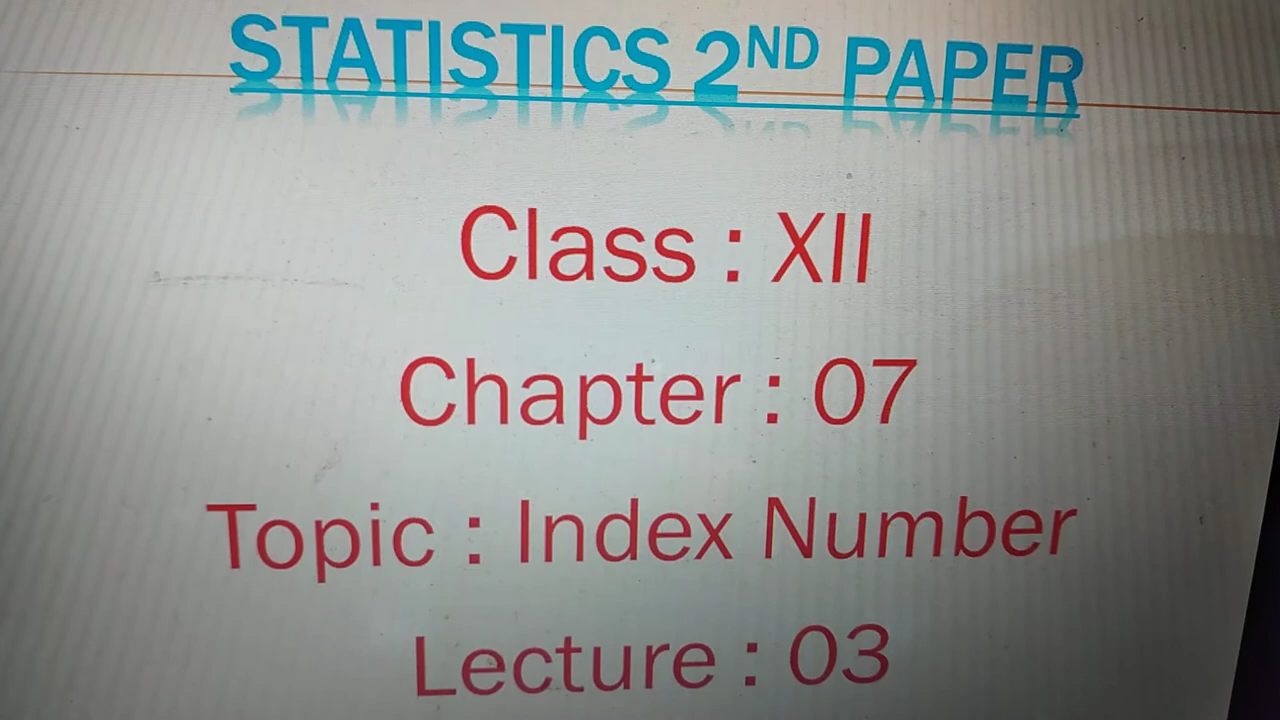 STATISTICS 2ND PAPER
Class : XII
Chapter : 07
Topic : Index Number
Lecture : 03